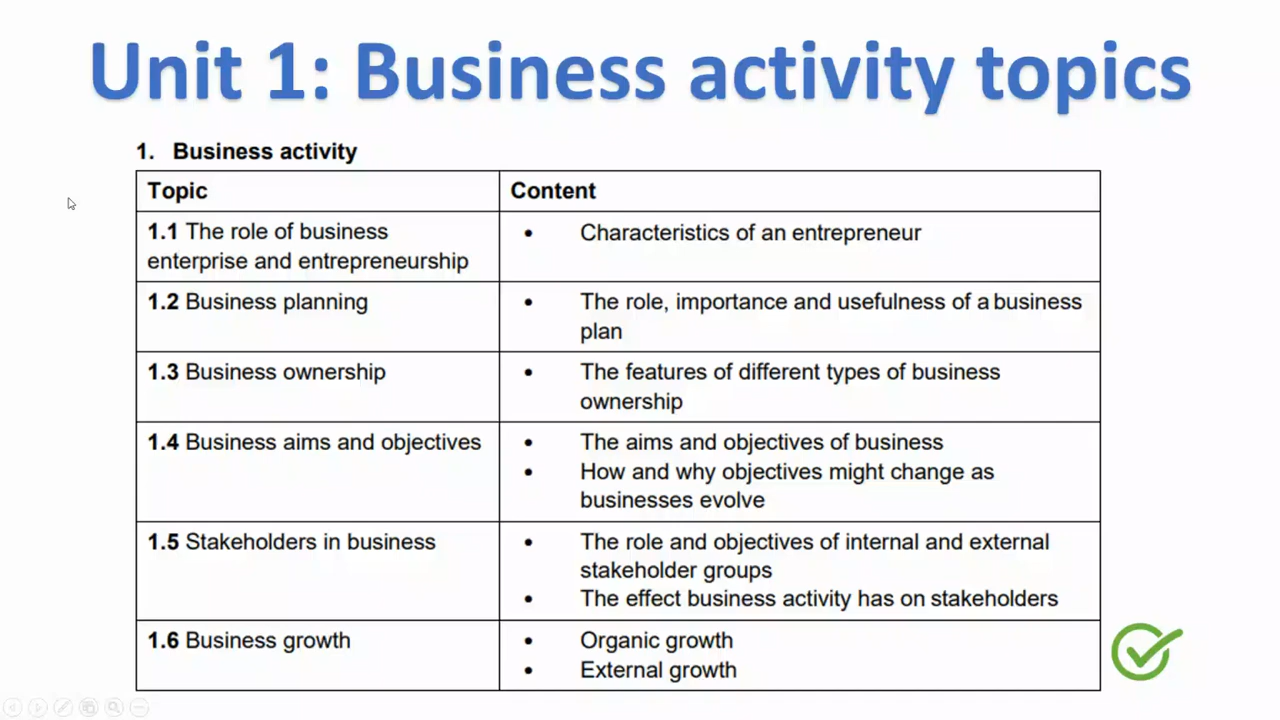 Unit 1: Business activity topics
1. Business activity
Topic
Content
1.1 The role of business
enterprise and entrepreneurship
• Characteristics of an entrepreneur
1.2 Business planning
• The role, importance and usefulness of a business
plan
1.3 Business ownership
• The features of different types of business
ownership
1.4 Business aims and objectives
• The aims and objectives of business
• How and why objectives might change as
businesses evolve
1.5 Stakeholders in business
• The role and objectives of internal and external
stakeholder groups
• The effect business activity has on stakeholders
1.6 Business growth
• Organic growth
• External growth